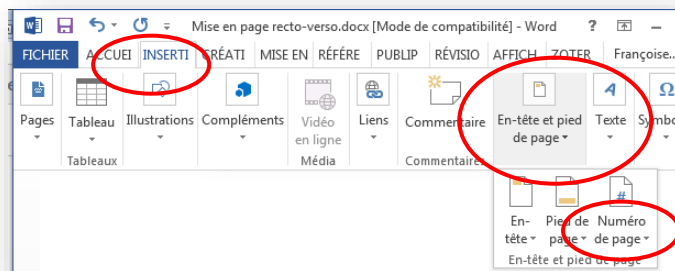 Mise en page recto-verso.docx [Mode de compatibilité] - Word ?
FICHIER ACCUEI INSERTI CRÉATI MISE EN RÉFÉRE PUBLIP RÉVISIO AFFICH ZOTER Françoise...
Pages Tableau Illustrations Compléments Vidéo en ligne Liens Commentaire En-tête et pied de page Texte Symbo
Tableaux Média Commentaires
En-tête Pied de page Numéro de page
En-tête et pied de page